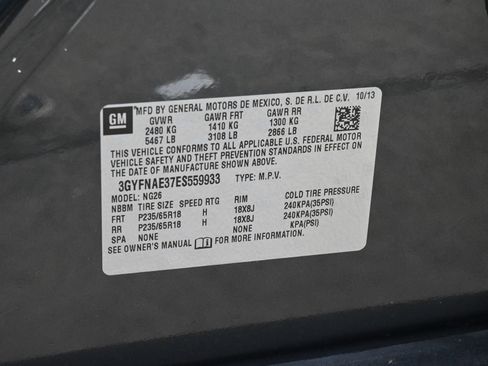 GM
MFD BY GENERAL MOTORS DE MEXICO, S. DE R.L. DE C.V. 10/13
GVWR GAWR FRT GAWR RR
2480 KG 1410 KG 1300 KG
5467 LB 3108 LB 2866 LB
THIS VEHICLE CONFORMS TO ALL APPLICABLE U.S. FEDERAL MOTOR
VEHICLE SAFETY AND THEFT PREVENTION STANDARDS IN EFFECT ON
THE DATE OF MANUFACTURE SHOWN ABOVE.
3GYFNAE37ES559933 TYPE: M.P.V.
MODEL: NG26
NBBM TIRE SIZE SPEED RTG RIM COLD TIRE PRESSURE
FRT P235/65R18 H 18X8J 240KPA(35PSI)
RR P235/65R18 H 18X8J 240KPA(35PSI)
SPA NONE NONE KPA(PSI)
SEE OWNER'S MANUAL FOR MORE INFORMATION.